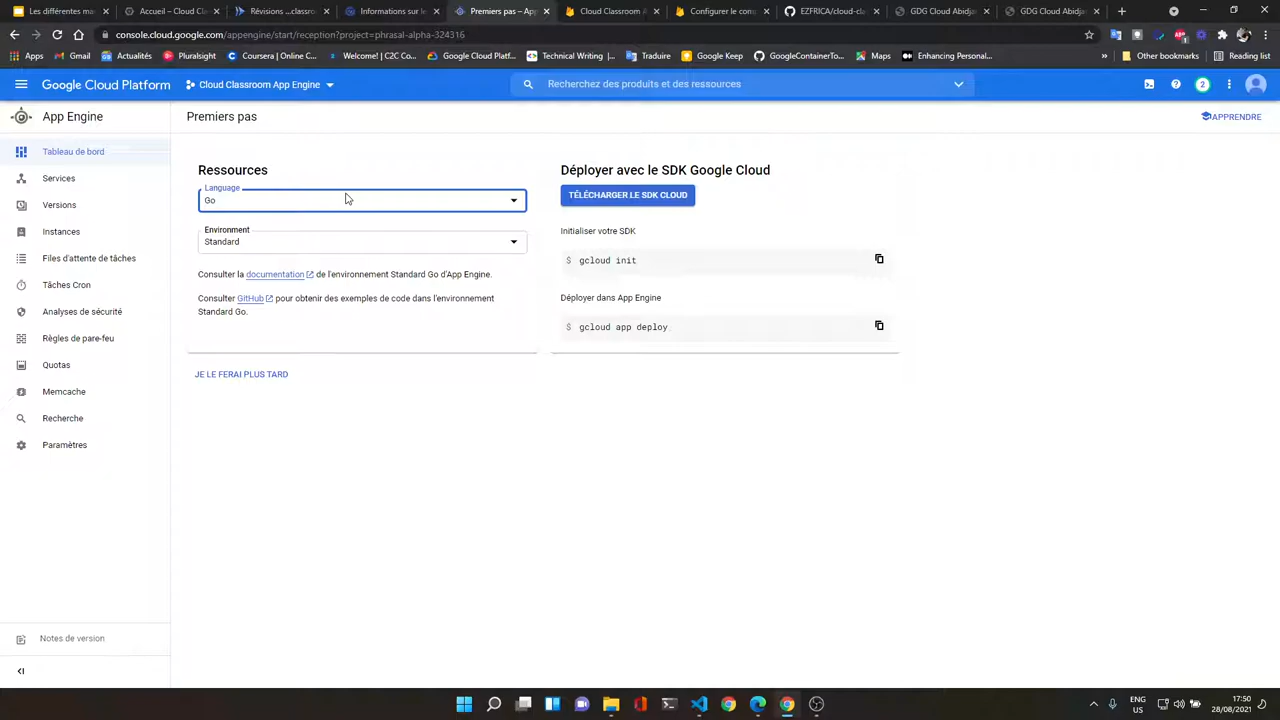 Les différentes mar
Accueil – Cloud Cle
Révisions ..classroo
Informations sur le
Premiers pas – App
Cloud Classroom A
Configurer le comp
EZFRICA/cloud-cla
GDG Cloud Abidja
GDG Cloud Abidja
console.cloud.google.com/appengine/start/reception?project=phrasal-alpha-324316
Apps
Gmail
Actualités
Pluralsight
Coursera | Online C...
Welcome! | C2C Co...
Google Cloud Platf...
Technical Writing |...
Traduire
Google Keep
GoogleContainerTo...
Maps
Enhancing Personal...
»
Other bookmarks
Reading list
Google Cloud Platform
Cloud Classroom App Engine
Recherchez des produits et des ressources
2
App Engine
Premiers pas
APPRENDRE
Tableau de bord
Services
Versions
Instances
Files d'attente de tâches
Tâches Cron
Analyses de sécurité
Règles de pare-feu
Quotas
Memcache
Recherche
Paramètres
Notes de version
Ressources
Language
Go
Environment
Standard
Consulter la documentation de l'environnement Standard Go d'App Engine.
Consulter GitHub pour obtenir des exemples de code dans l'environnement
Standard Go.
JE LE FERAI PLUS TARD
Déployer avec le SDK Google Cloud
TÉLÉCHARGER LE SDK CLOUD
Initialiser votre SDK
$ gcloud init
Déployer dans App Engine
$ gcloud app deploy
ENG
US
17:50
28/08/2021